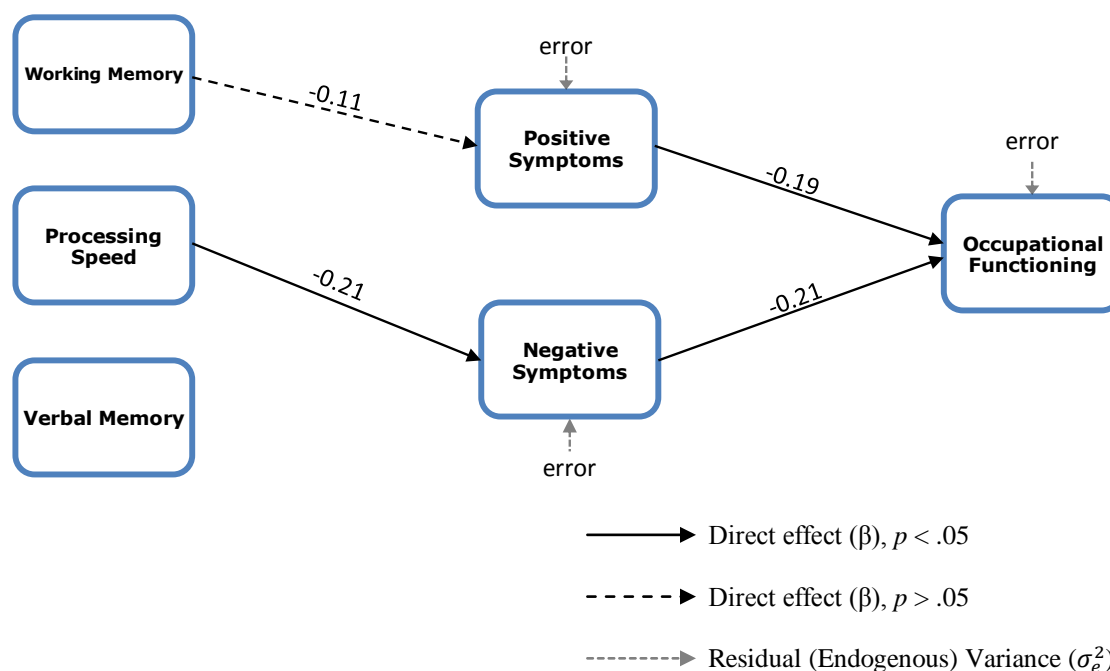 error
Working Memory
-0.11
Positive
Symptoms
error
-0.19
Processing
Speed
Occupational
Functioning
-0.21
-0.21
Negative
Symptoms
Verbal Memory
error
Direct effect (β), p < .05
Direct effect (β), p > .05
Residual (Endogenous) Variance (σ²ₑ)